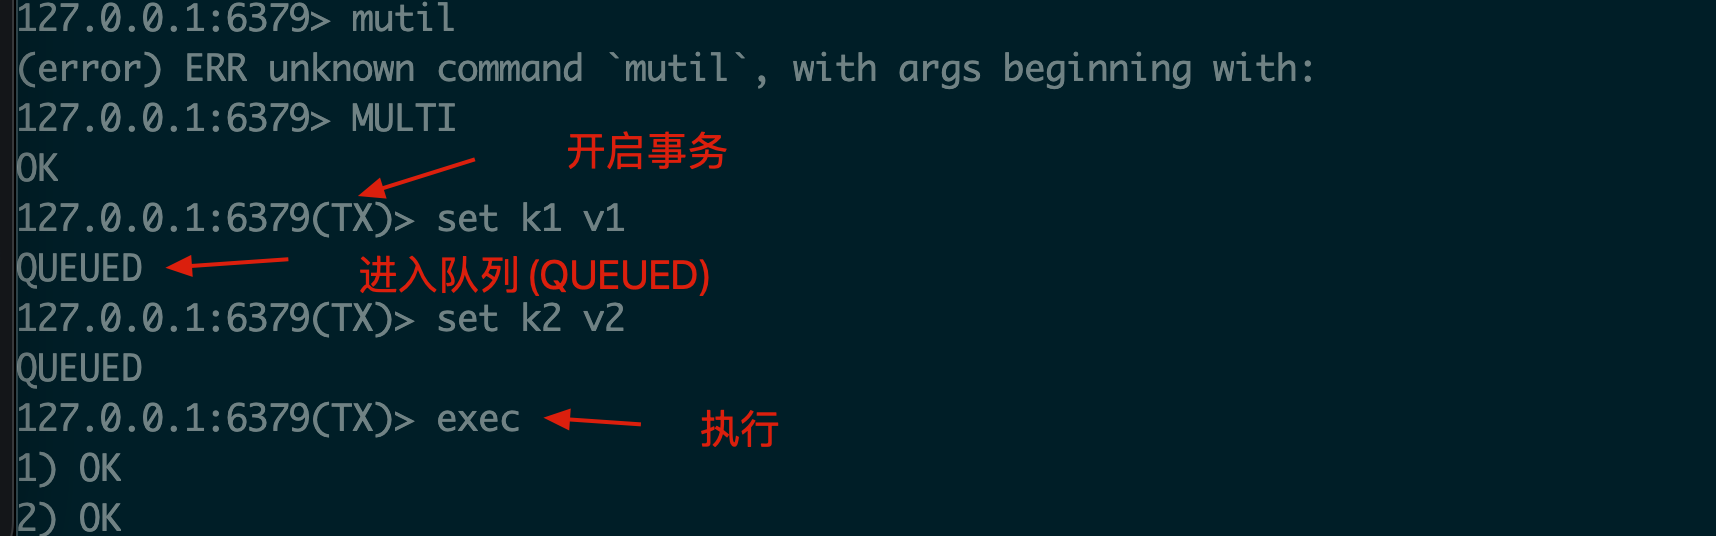 127.0.0.1:6379> mutil
(error) ERR unknown command `mutil`, with args beginning with:
127.0.0.1:6379> MULTI
开启事务
OK
127.0.0.1:6379(TX)> set k1 v1
QUEUED
进入队列 (QUEUED)
127.0.0.1:6379(TX)> set k2 v2
QUEUED
127.0.0.1:6379(TX)> exec
执行
1) OK
2) OK